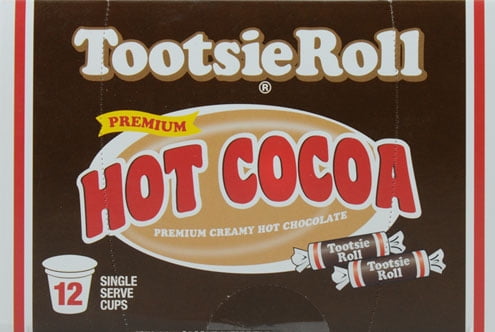 TootsieRoll
®
PREMIUM
HOT COCOA
PREMIUM CREAMY HOT CHOCOLATE
Tootsie
Roll
Tootsie
Roll
12
SINGLE
SERVE
CUPS